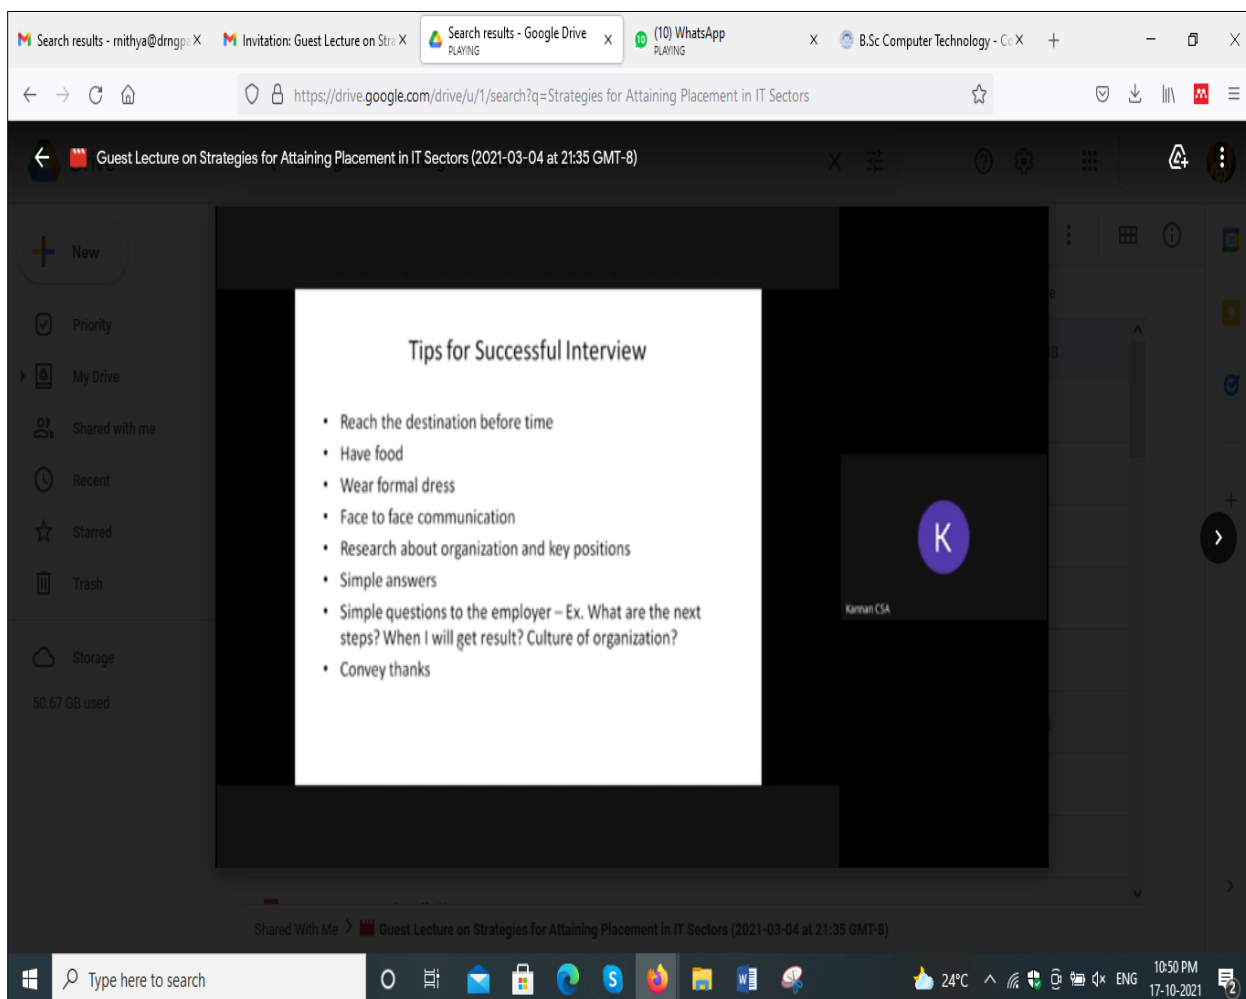 Search results - rnithya@drngpa
Invitation: Guest Lecture on Stra
Search results - Google Drive
PLAYING
(10) WhatsApp
PLAYING
B.Sc Computer Technology - Co
https://drive.google.com/drive/u/1/search?q=Strategies for Attaining Placement in IT Sectors
Guest Lecture on Strategies for Attaining Placement in IT Sectors (2021-03-04 at 21:35 GMT-8)
New
Priority
My Drive
Shared with me
Recent
Starred
Trash
Storage
50.67 GB used
Tips for Successful Interview
• Reach the destination before time
• Have food
• Wear formal dress
• Face to face communication
• Research about organization and key positions
• Simple answers
• Simple questions to the employer – Ex. What are the next
steps? When I will get result? Culture of organization?
• Convey thanks
K
Kannan CSA
Shared With Me > Guest Lecture on Strategies for Attaining Placement in IT Sectors (2021-03-04 at 21:35 GMT-8)
Type here to search
24°C
ENG
10:50 PM
17-10-2021
2